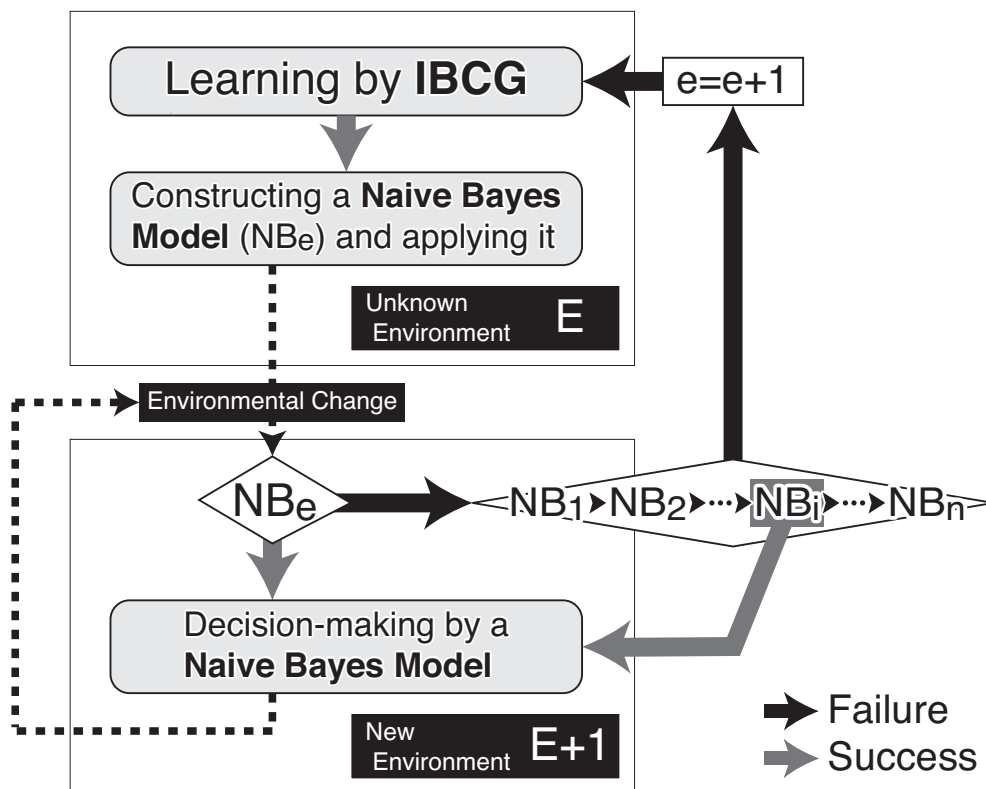 Learning by IBCG
e=e+1
Constructing a Naive Bayes
Model (NBe) and applying it
Unknown
Environment
E
Environmental Change
NBe
NB1 NB2 ... NBi ... NBn
Decision-making by a
Naive Bayes Model
New
Environment
E+1
Failure
Success